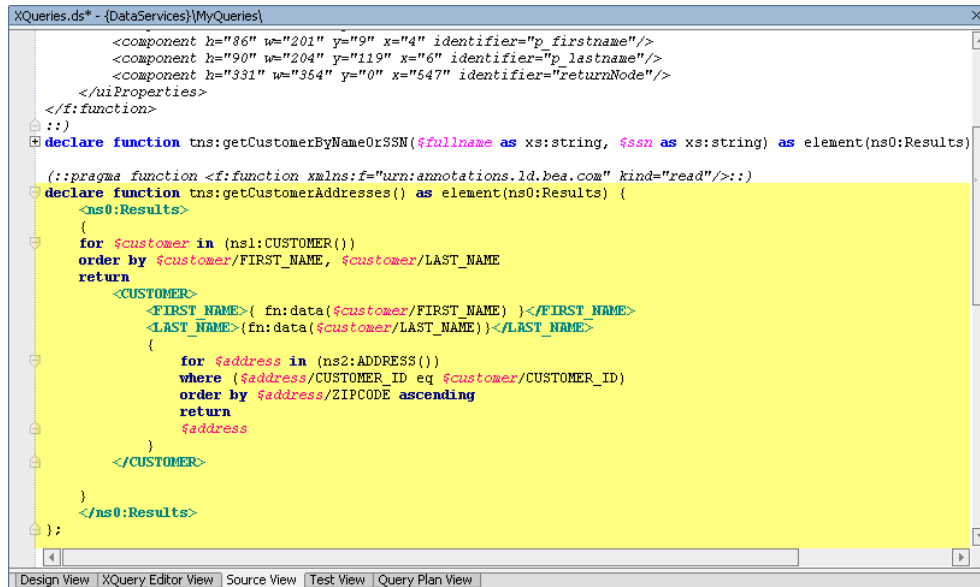 XQueries.ds* - {DataServices}\MyQueries\
<component h="86" w="201" y="9" x="4" identifier="p_firstname"/>
<component h="90" w="204" y="119" x="6" identifier="p_lastname"/>
<component h="331" w="354" y="0" x="547" identifier="returnNode"/>
</uiProperties>
</f:function>
::)
declare function tns:getCustomerByNameOrSSN($fullname as xs:string, $ssn as xs:string) as element(ns0:Results)
(::pragma function <f:function xmlns:f="urn:annotations.ld.bea.com" kind="read"/>::)
declare function tns:getCustomerAddresses() as element(ns0:Results) {
<ns0:Results>
{
for $customer in (ns1:CUSTOMER())
order by $customer/FIRST_NAME, $customer/LAST_NAME
return
<CUSTOMER>
<FIRST_NAME>{ fn:data($customer/FIRST_NAME) }</FIRST_NAME>
<LAST_NAME>{fn:data($customer/LAST_NAME)}</LAST_NAME>
{
for $address in (ns2:ADDRESS())
where ($address/CUSTOMER_ID eq $customer/CUSTOMER_ID)
order by $address/ZIPCODE ascending
return
$address
}
</CUSTOMER>
}
</ns0:Results>
};
Design View XQuery Editor View Source View Test View Query Plan View